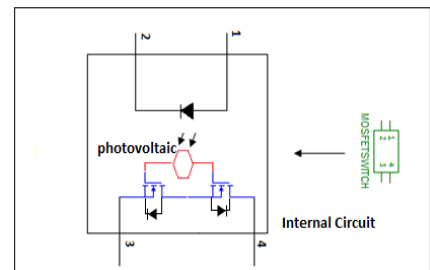 2 1
photovoltaic
MOSFETSWITCH
1 4
2 3
Internal Circuit
3 4